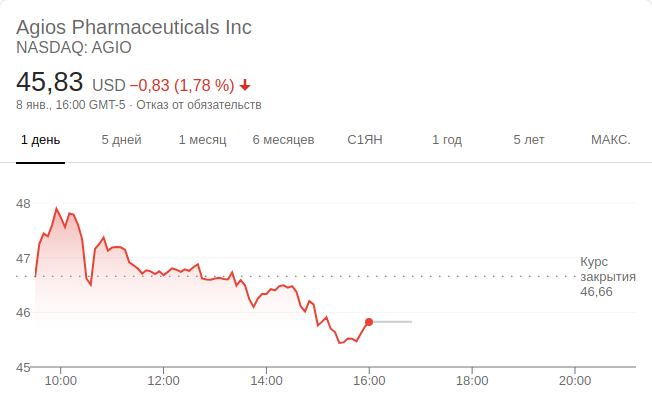 Agios Pharmaceuticals Inc
NASDAQ: AGIO
45,83 USD −0,83 (1,78 %)
8 янв., 16:00 GMT-5 · Отказ от обязательств
1 день 5 дней 1 месяц 6 месяцев С1ЯН 1 год 5 лет МАКС.
48
47
46
45
Курс
закрытия
46,66
10:00 12:00 14:00 16:00 18:00 20:00